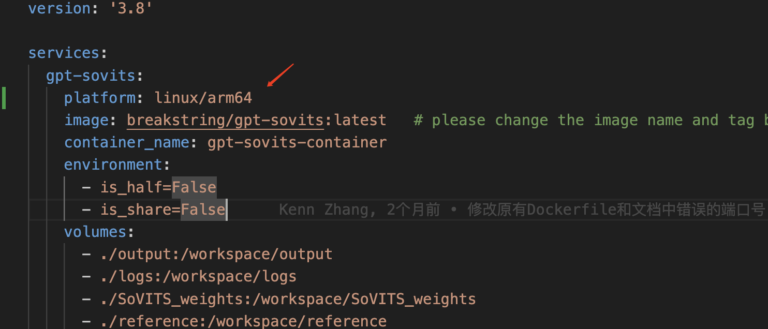 version: '3.8'
services:
gpt-sovits:
platform: linux/arm64
image: breakstring/gpt-sovits:latest # please change the image name and tag
container_name: gpt-sovits-container
environment:
- is_half=False
- is_share=False Kenn Zhang, 2个月前 • 修改原有Dockerfile和文档中错误的端口号
volumes:
- ./output:/workspace/output
- ./logs:/workspace/logs
- ./SoVITS_weights:/workspace/SoVITS_weights
- ./reference:/workspace/reference